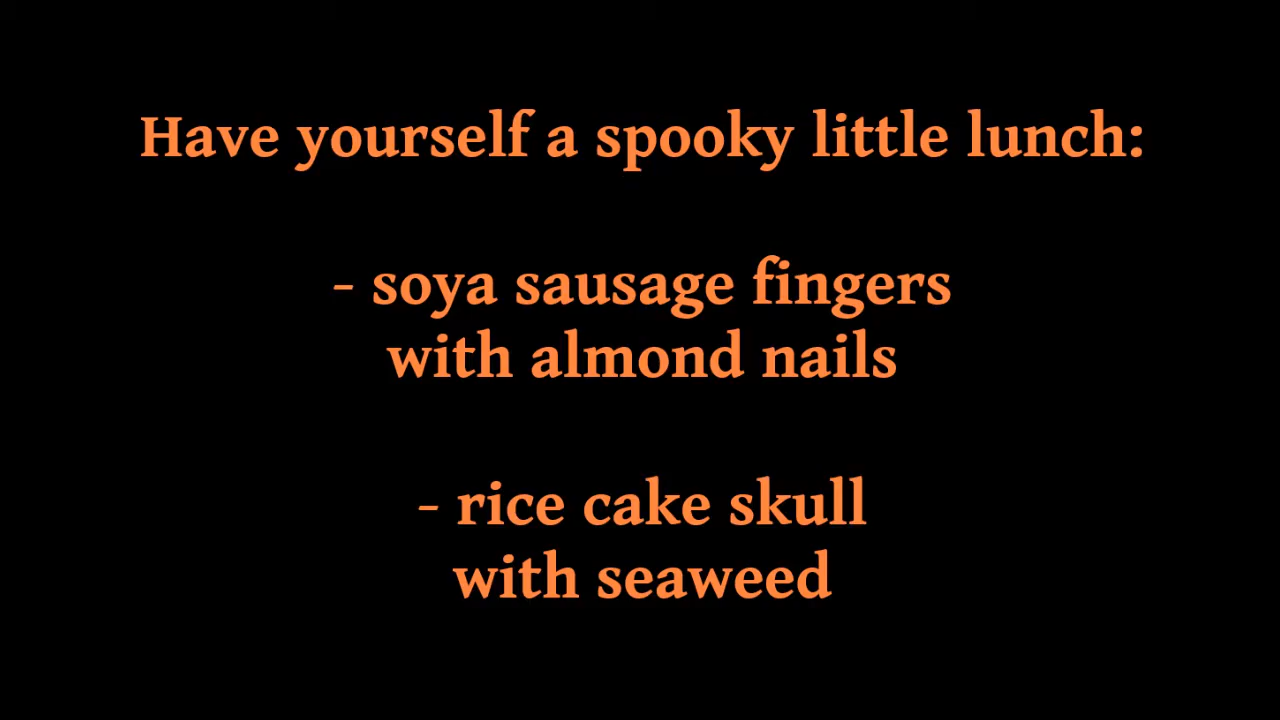 Have yourself a spooky little lunch:
- soya sausage fingers
with almond nails
- rice cake skull
with seaweed